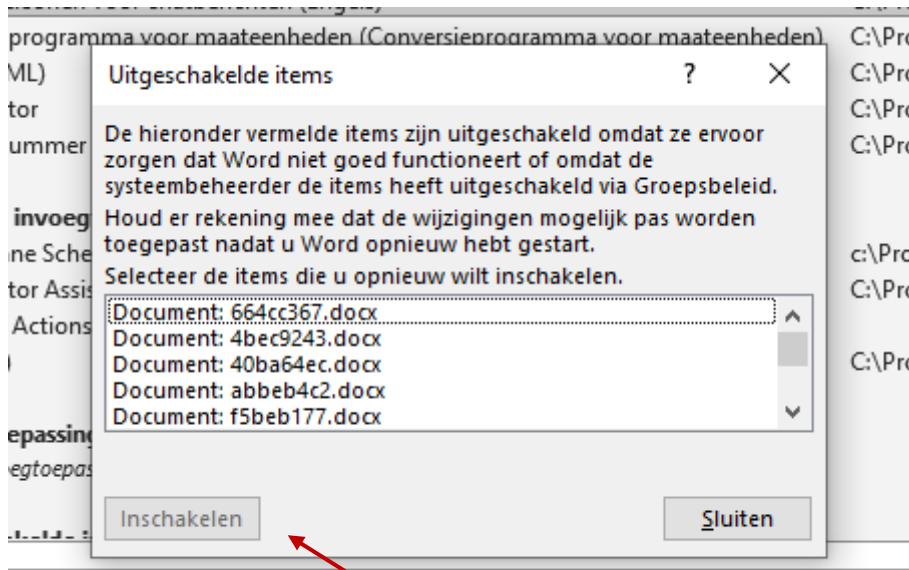 programma voor maateenheden (Conversieprogramma voor maateenheden) C:\Pro
ML) C:\Pro
Uitgeschakelde items ? ×
tor C:\Pro
ummer C:\Pro
De hieronder vermelde items zijn uitgeschakeld omdat ze ervoor
zorgen dat Word niet goed functioneert of omdat de
systeembeheerder de items heeft uitgeschakeld via Groepsbeleid.
Houd er rekening mee dat de wijzigingen mogelijk pas worden
toegepast nadat u Word opnieuw hebt gestart.
Selecteer de items die u opnieuw wilt inschakelen.
invoeg
ne Sche c:\Pro
tor Assis C:\Pro
Actions
) C:\Pro
Document: 664cc367.docx
Document: 4bec9243.docx
Document: 40ba64ec.docx
Document: abbeb4c2.docx
Document: f5beb177.docx
epassing
egtoepas
Inschakelen
Sluiten